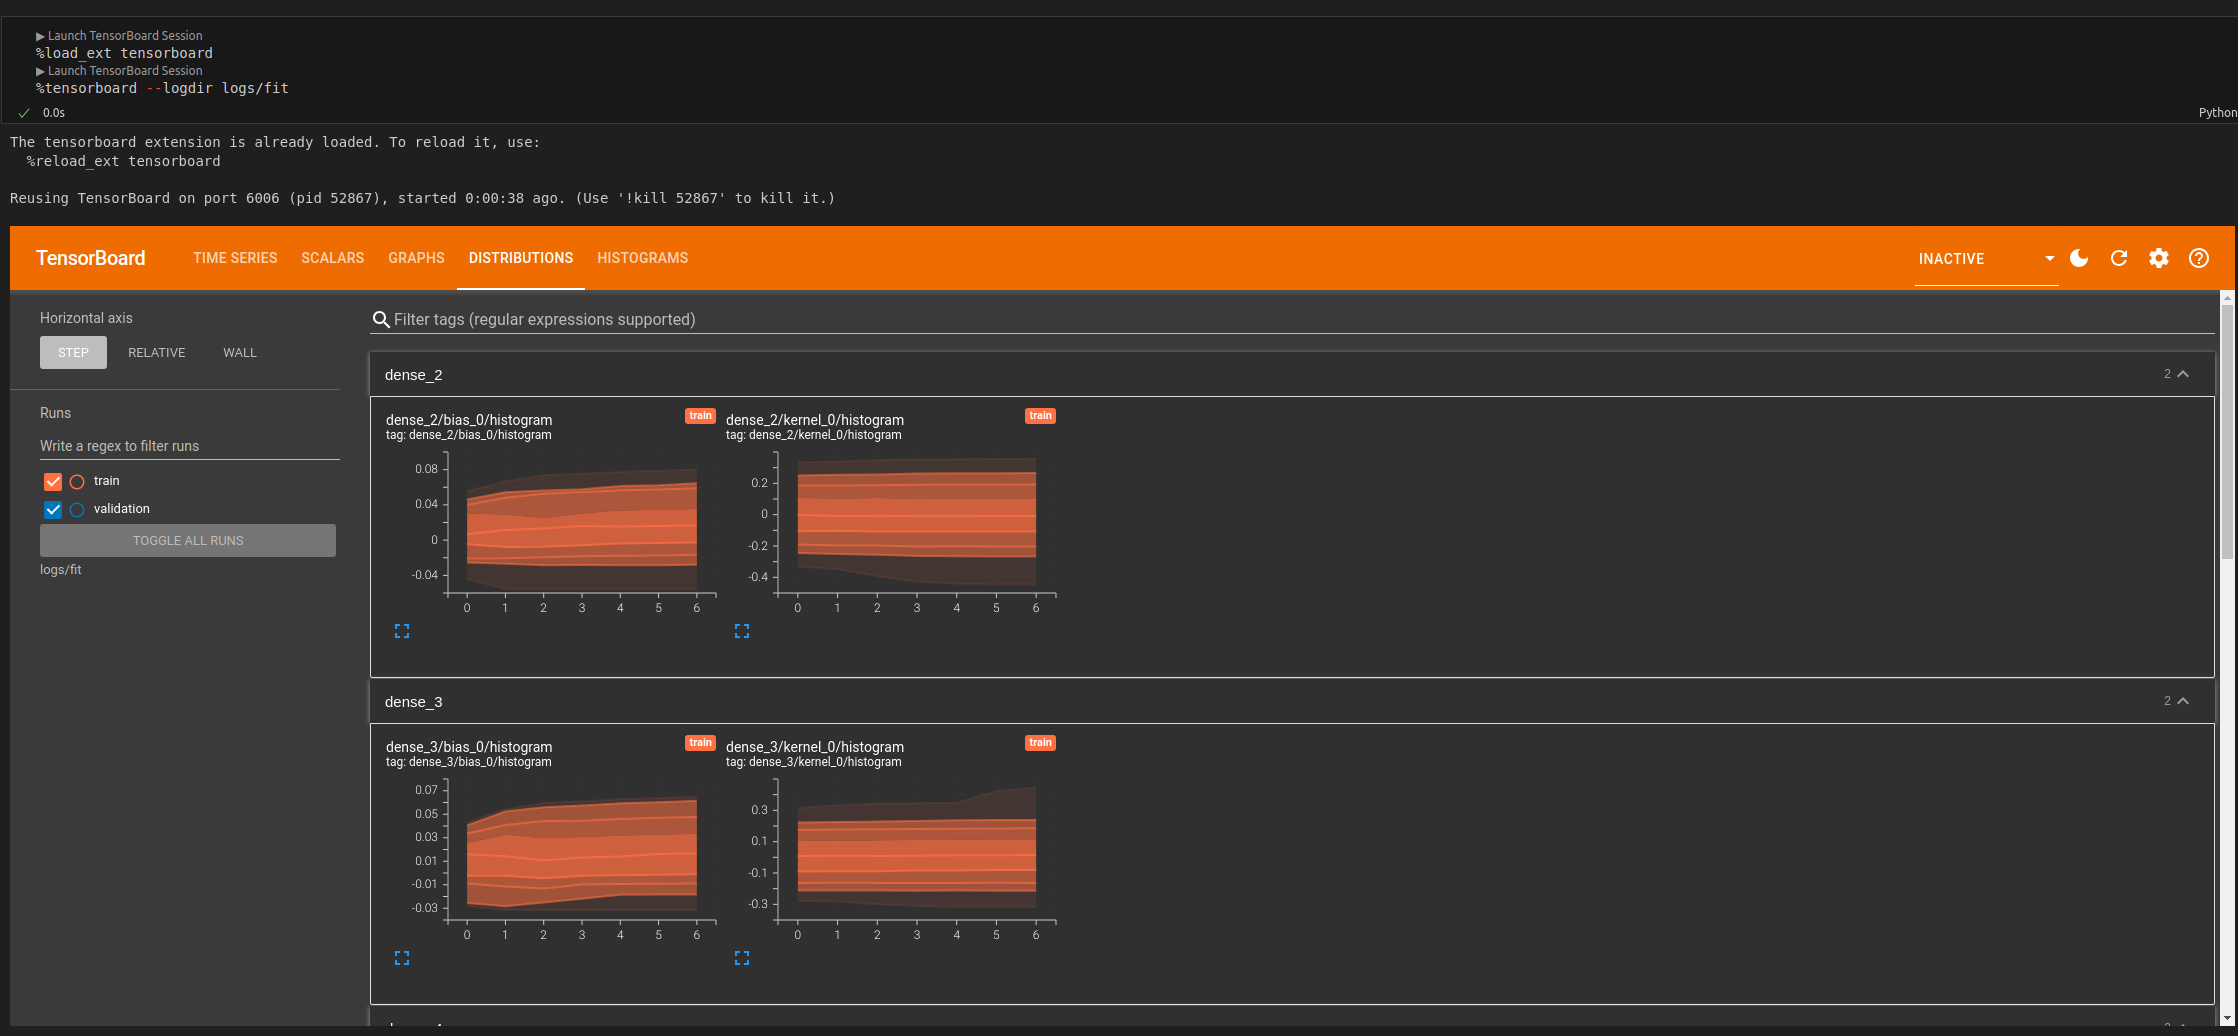 ▶ Launch TensorBoard Session
%load_ext tensorboard
▶ Launch TensorBoard Session
%tensorboard --logdir logs/fit
0.0s
Python
The tensorboard extension is already loaded. To reload it, use:
%reload_ext tensorboard
Reusing TensorBoard on port 6006 (pid 52867), started 0:00:38 ago. (Use '!kill 52867' to kill it.)
TensorBoard TIME SERIES SCALARS GRAPHS DISTRIBUTIONS HISTOGRAMS INACTIVE
Horizontal axis
STEP RELATIVE WALL
Runs
Write a regex to filter runs
train
validation
TOGGLE ALL RUNS
logs/fit
Filter tags (regular expressions supported)
dense_2 2
dense_2/bias_0/histogram train
tag: dense_2/bias_0/histogram
0.08
0.04
0
-0.04
0 1 2 3 4 5 6
dense_2/kernel_0/histogram train
tag: dense_2/kernel_0/histogram
0.2
0
-0.2
-0.4
0 1 2 3 4 5 6
dense_3 2
dense_3/bias_0/histogram train
tag: dense_3/bias_0/histogram
0.07
0.05
0.03
0.01
-0.01
-0.03
0 1 2 3 4 5 6
dense_3/kernel_0/histogram train
tag: dense_3/kernel_0/histogram
0.3
0.1
-0.1
-0.3
0 1 2 3 4 5 6